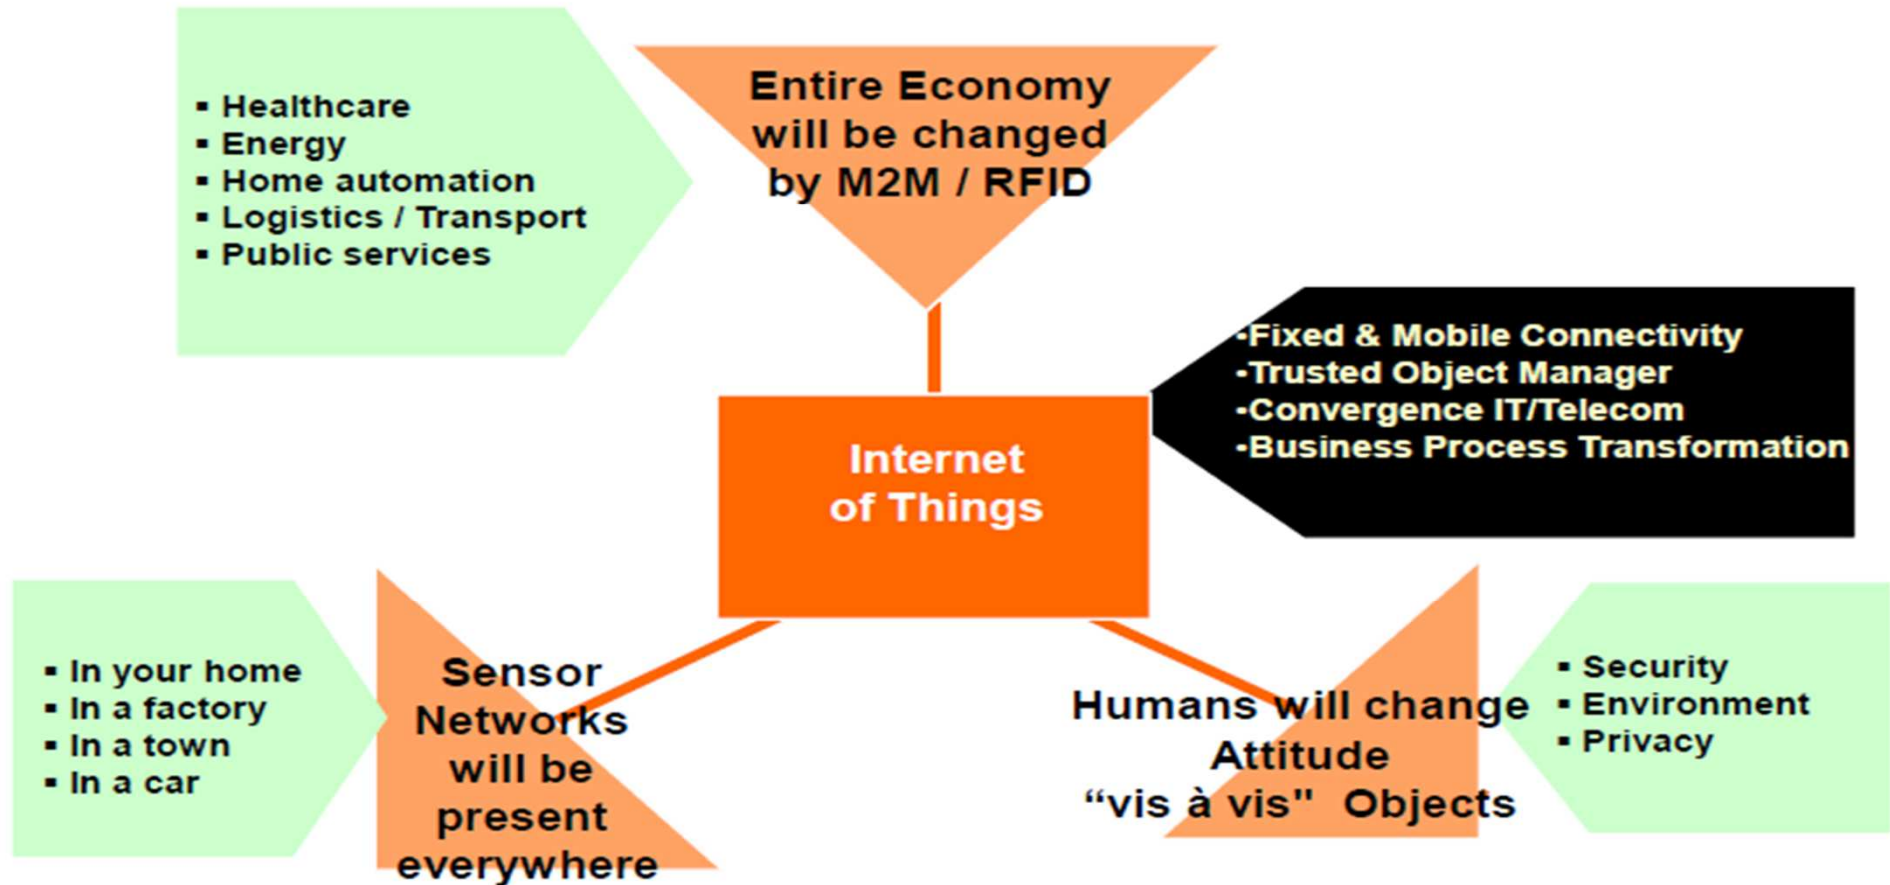 ▪ Healthcare
▪ Energy
▪ Home automation
▪ Logistics / Transport
▪ Public services
Entire Economy
will be changed
by M2M / RFID
•Fixed & Mobile Connectivity
•Trusted Object Manager
•Convergence IT/Telecom
•Business Process Transformation
Internet
of Things
▪ In your home
▪ In a factory
▪ In a town
▪ In a car
Sensor
Networks
will be
present
everywhere
Humans will change
Attitude
“vis à vis" Objects
▪ Security
▪ Environment
▪ Privacy